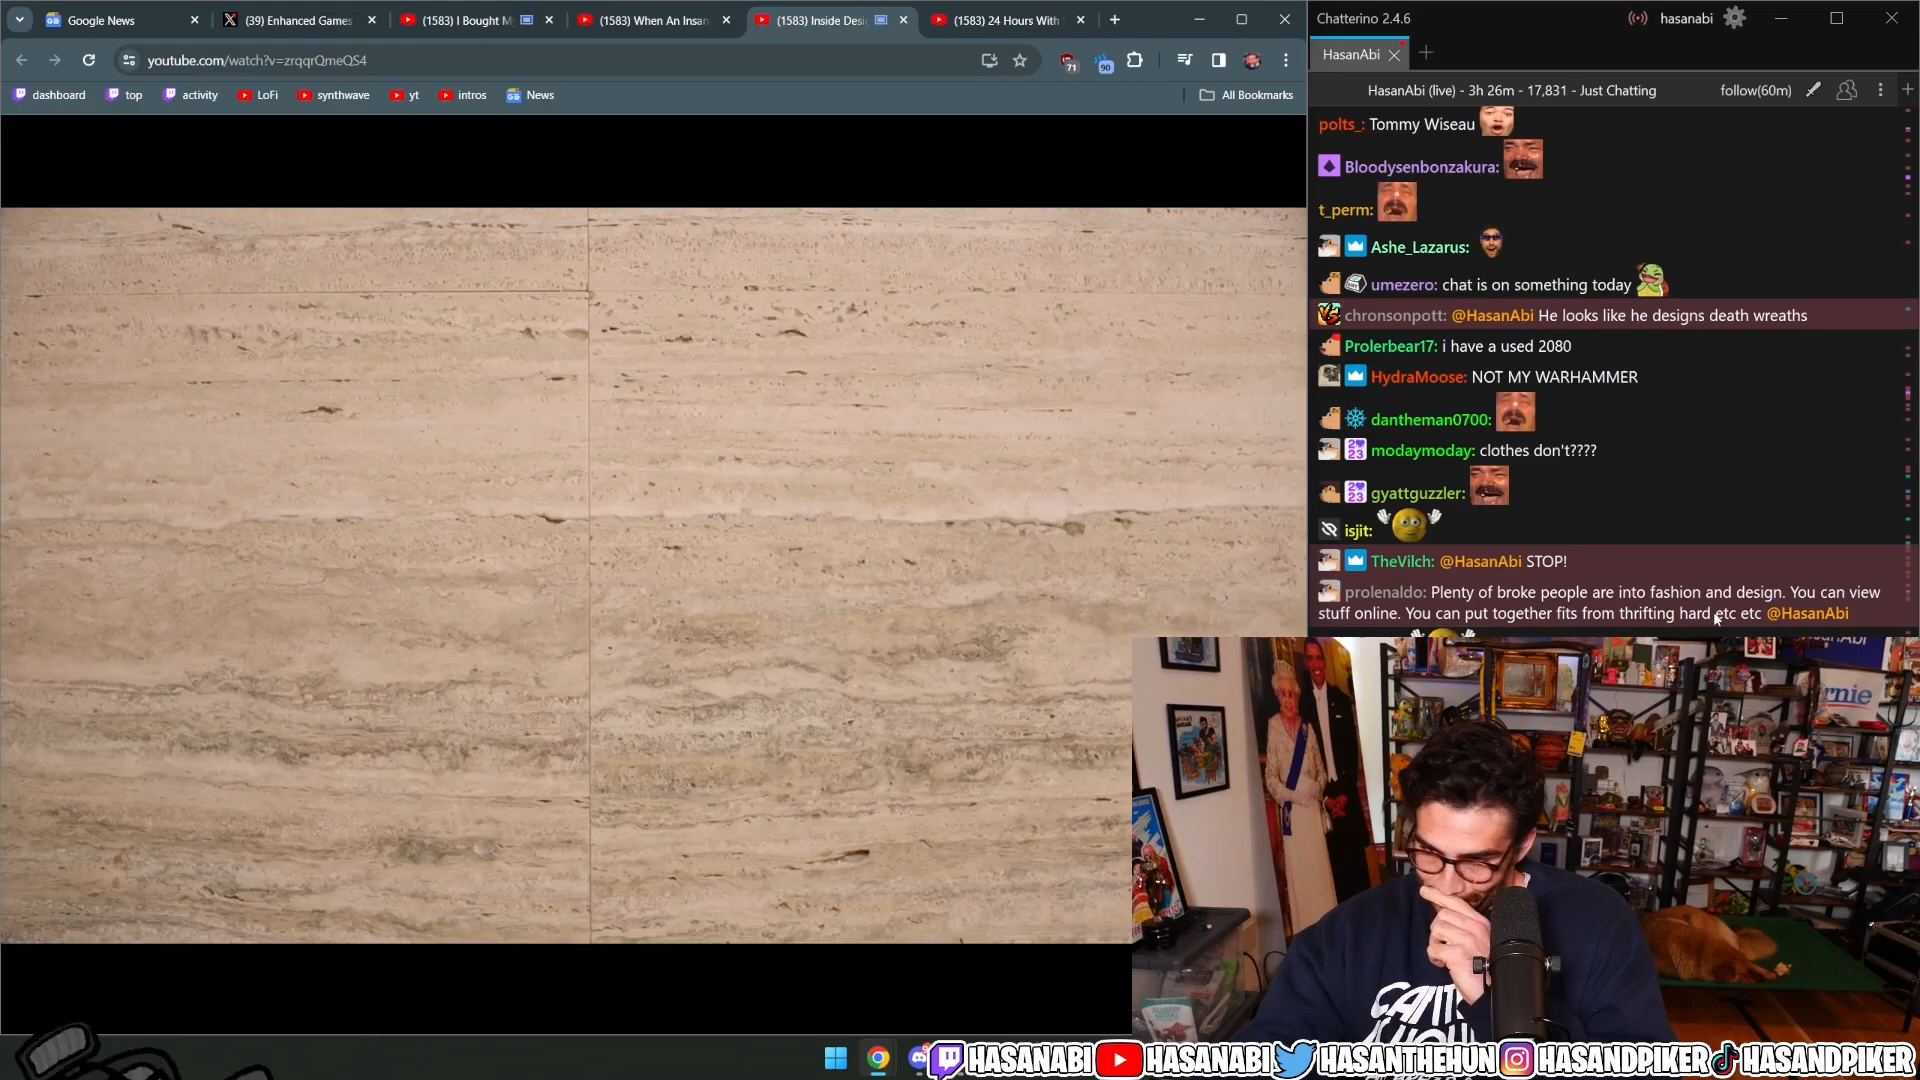 Google News
(39) Enhanced Games
(1583) I Bought M
(1583) When An Insan
(1583) Inside Desi
(1583) 24 Hours With
youtube.com/watch?v=zrqqrQmeQS4
71
90
dashboard
top
activity
LoFi
synthwave
yt
intros
News
All Bookmarks
Chatterino 2.4.6
hasanabi
HasanAbi
HasanAbi (live) - 3h 26m - 17,831 - Just Chatting
follow(60m)
polts_: Tommy Wiseau
Bloodysenbonzakura:
t_perm:
Ashe_Lazarus:
umezero: chat is on something today
chronsonpott: @HasanAbi He looks like he designs death wreaths
Prolerbear17: i have a used 2080
HydraMoose: NOT MY WARHAMMER
dantheman0700:
modaymoday: clothes don't????
gyattguzzler:
isjit:
TheVilch: @HasanAbi STOP!
prolenaldo: Plenty of broke people are into fashion and design. You can view
stuff online. You can put together fits from thrifting hard etc etc @HasanAbi
HASANABI
HASANABI
HASANTHEHUN
HASANDPIKER
HASANDPIKER